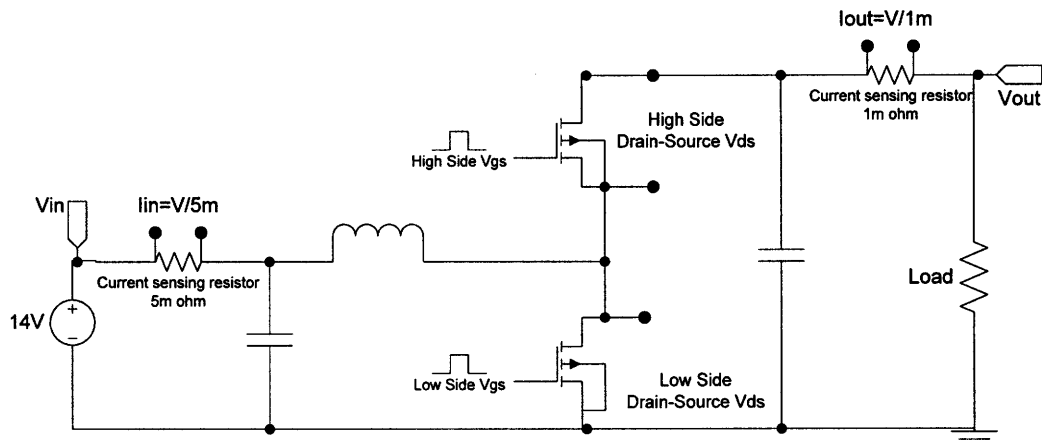 Iout=V/1m
Current sensing resistor
1m ohm
Vout
High Side
Drain-Source Vds
High Side Vgs
Vin
Iin=V/5m
Current sensing resistor
5m ohm
14V
+
−
Load
Low Side Vgs
Low Side
Drain-Source Vds